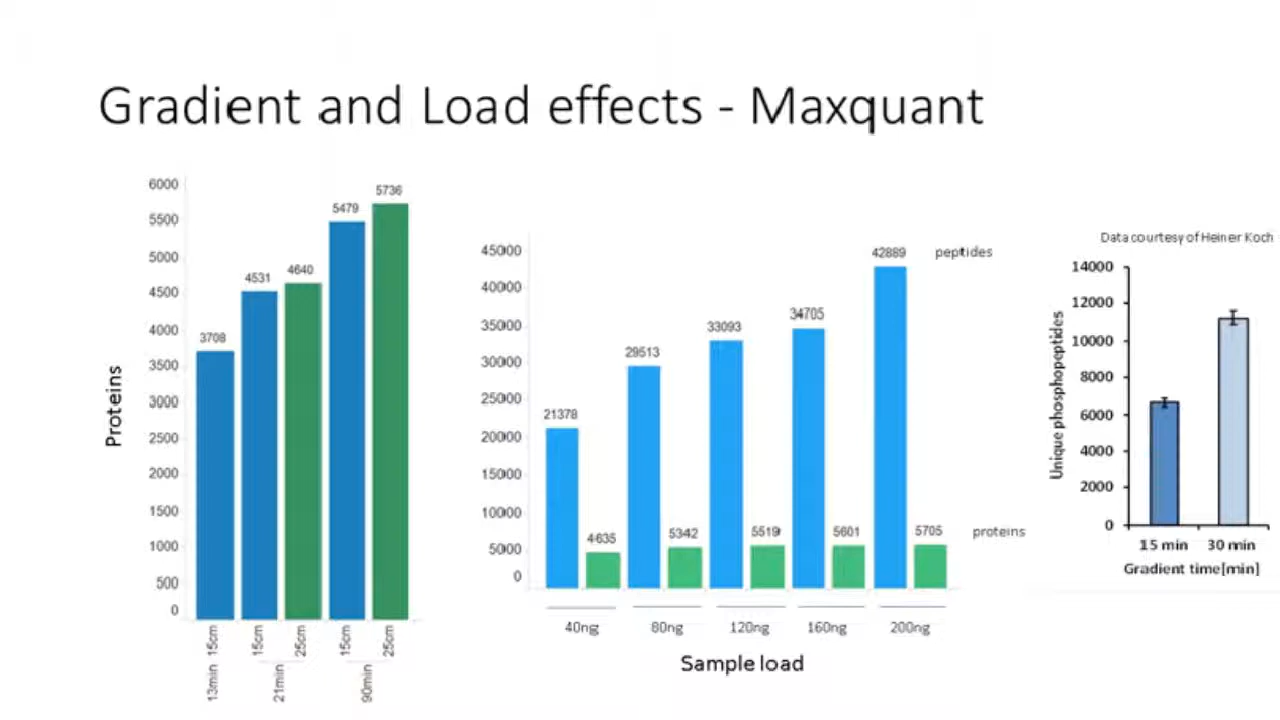 Gradient and Load effects - Maxquant
Proteins
6000
5500
5000
4500
4000
3500
3000
2500
2000
1500
1000
500
0
3708
4531
4640
5479
5736
15cm
15cm
25cm
15cm
25cm
13min
21min
90min
45000
40000
35000
30000
25000
20000
15000
10000
5000
0
21378
4635
29513
5342
33093
5519
34705
5601
42889
5705
peptides
proteins
40ng
80ng
120ng
160ng
200ng
Sample load
Data courtesy of Heiner Koch
Unique phosphopeptides
14000
12000
10000
8000
6000
4000
2000
0
15 min
30 min
Gradient time[min]